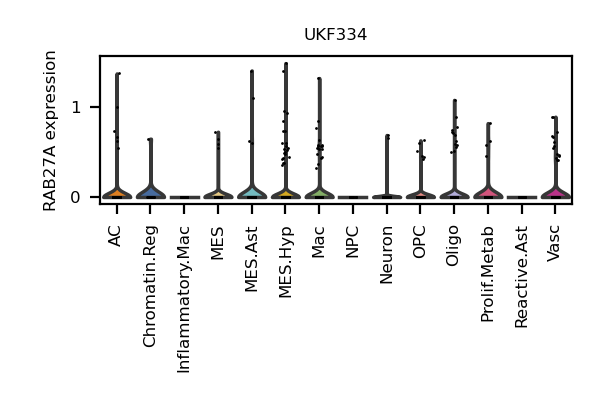 UKF334
RAB27A expression
1
0
AC
Chromatin.Reg
Inflammatory.Mac
MES
MES.Ast
MES.Hyp
Mac
NPC
Neuron
OPC
Oligo
Prolif.Metab
Reactive.Ast
Vasc